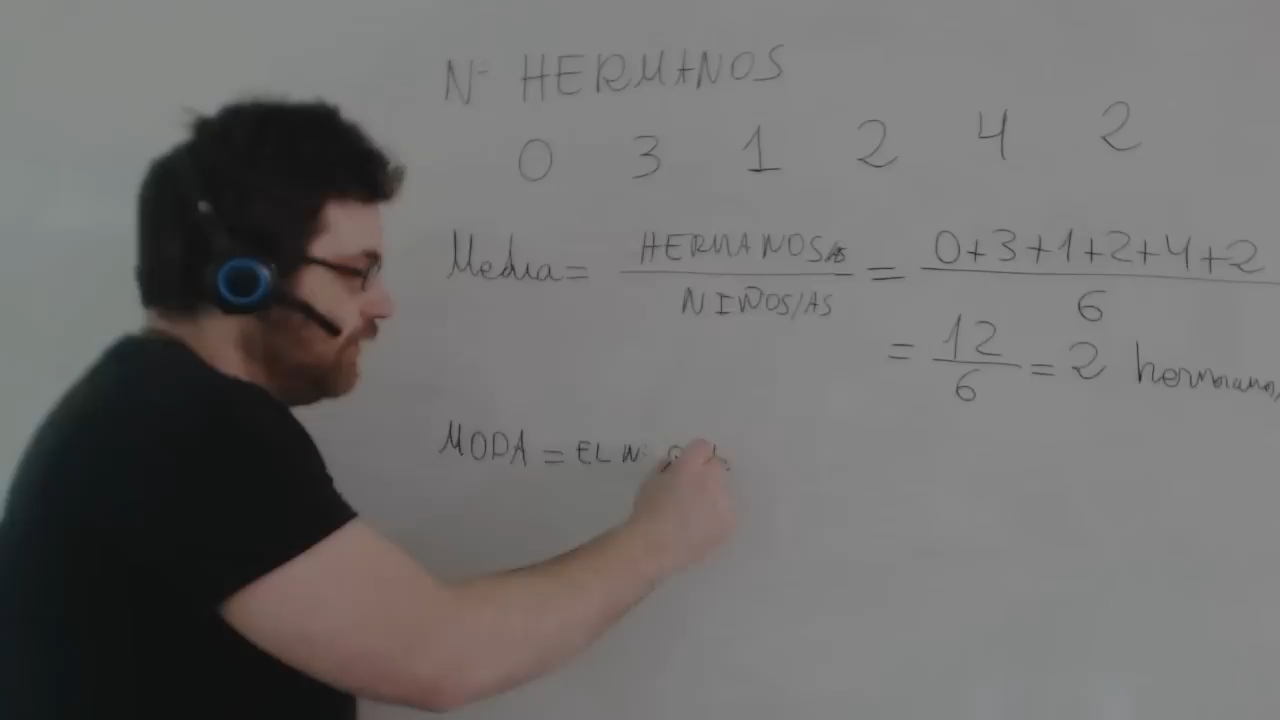 Nº HERMANOS
0 3 1 2 4 2
Media = HERMANOS/AS / NIÑOS/AS = 0+3+1+2+4+2 / 6
= 12/6 = 2 hermanos/
MODA = EL Nº